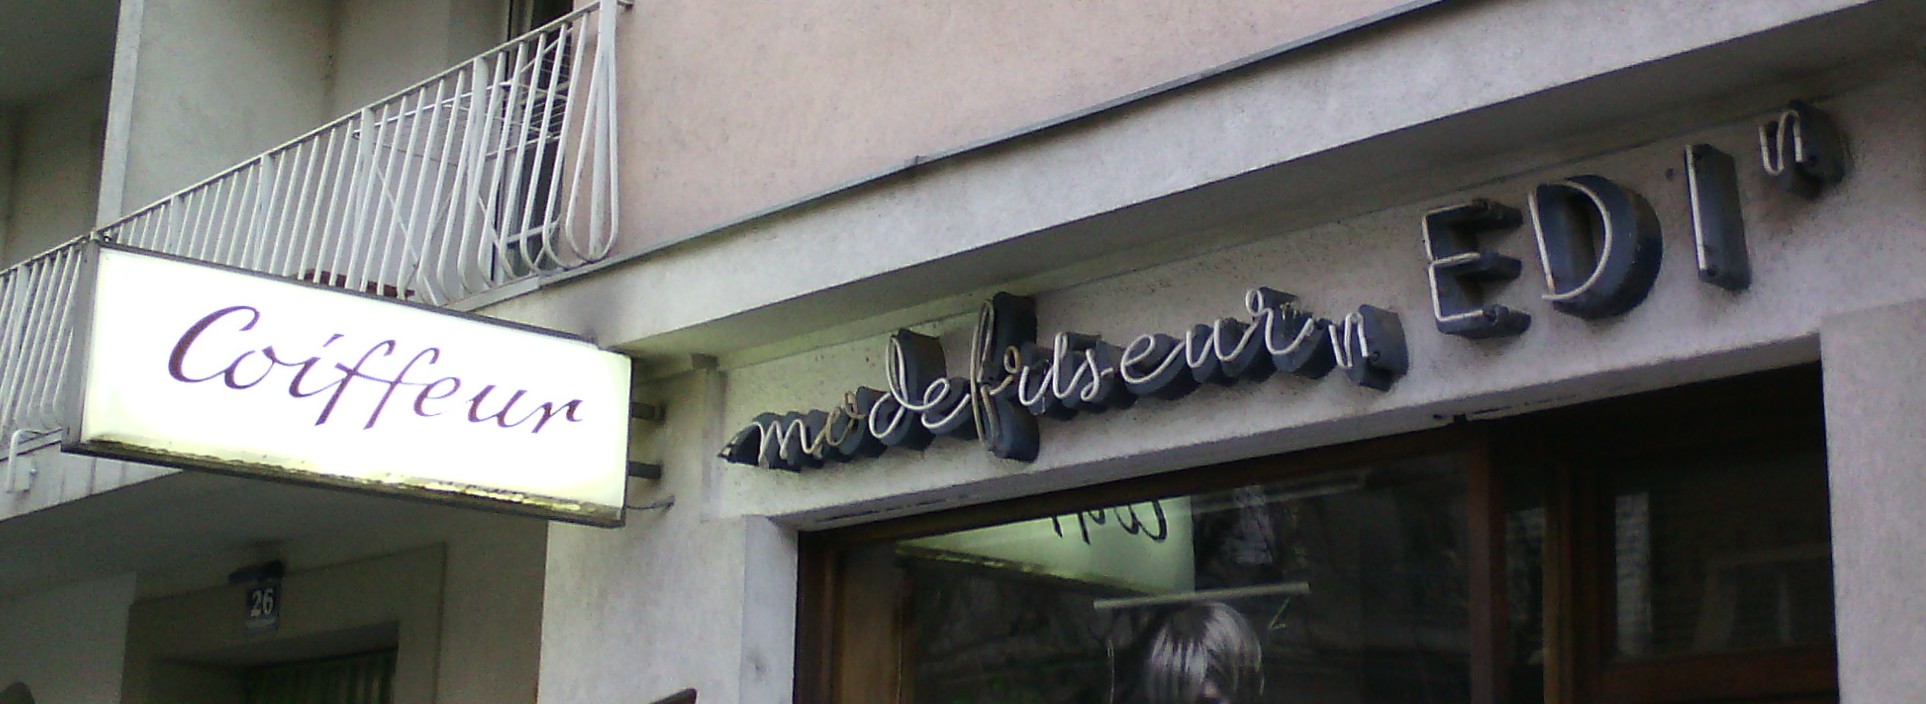 Coiffeur
modefriseur „ EDI "
26